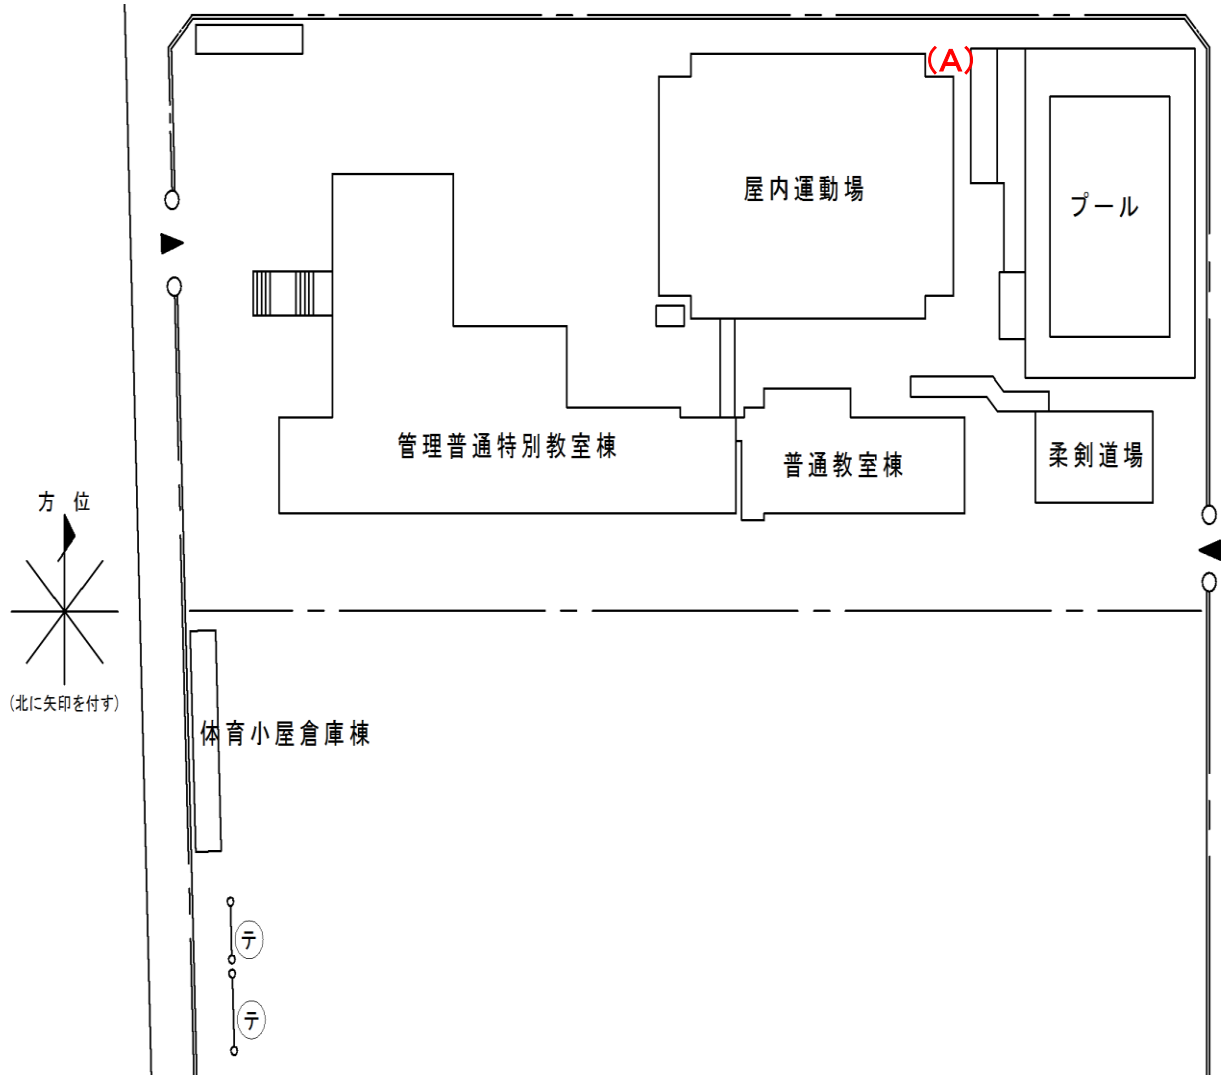 (A)
屋内運動場
プール
管理普通特別教室棟
普通教室棟
柔剣道場
方位
(北に矢印を付す)
体育小屋倉庫棟
テ
テ